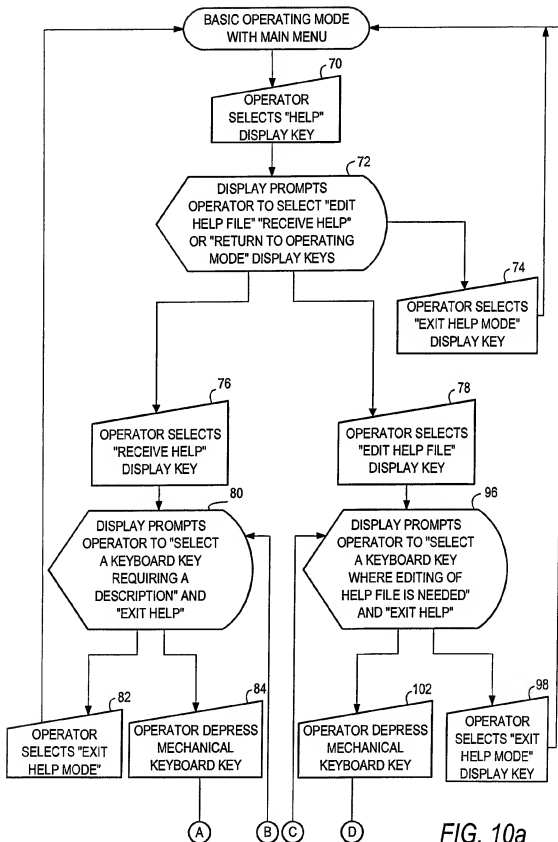 BASIC OPERATING MODE
WITH MAIN MENU
70
OPERATOR
SELECTS "HELP"
DISPLAY KEY
72
DISPLAY PROMPTS
OPERATOR TO SELECT "EDIT
HELP FILE" "RECEIVE HELP"
OR "RETURN TO OPERATING
MODE" DISPLAY KEYS
74
OPERATOR SELECTS
"EXIT HELP MODE"
DISPLAY KEY
76
OPERATOR SELECTS
"RECEIVE HELP"
DISPLAY KEY
78
OPERATOR SELECTS
"EDIT HELP FILE"
DISPLAY KEY
80
DISPLAY PROMPTS
OPERATOR TO "SELECT
A KEYBOARD KEY
REQUIRING A
DESCRIPTION" AND
"EXIT HELP"
96
DISPLAY PROMPTS
OPERATOR TO "SELECT
A KEYBOARD KEY
WHERE EDITING OF
HELP FILE IS NEEDED"
AND "EXIT HELP"
82
OPERATOR
SELECTS "EXIT
HELP MODE"
84
OPERATOR DEPRESS
MECHANICAL
KEYBOARD KEY
102
OPERATOR DEPRESS
MECHANICAL
KEYBOARD KEY
98
OPERATOR
SELECTS "EXIT
HELP MODE"
DISPLAY KEY
A
B
C
D
FIG. 10a